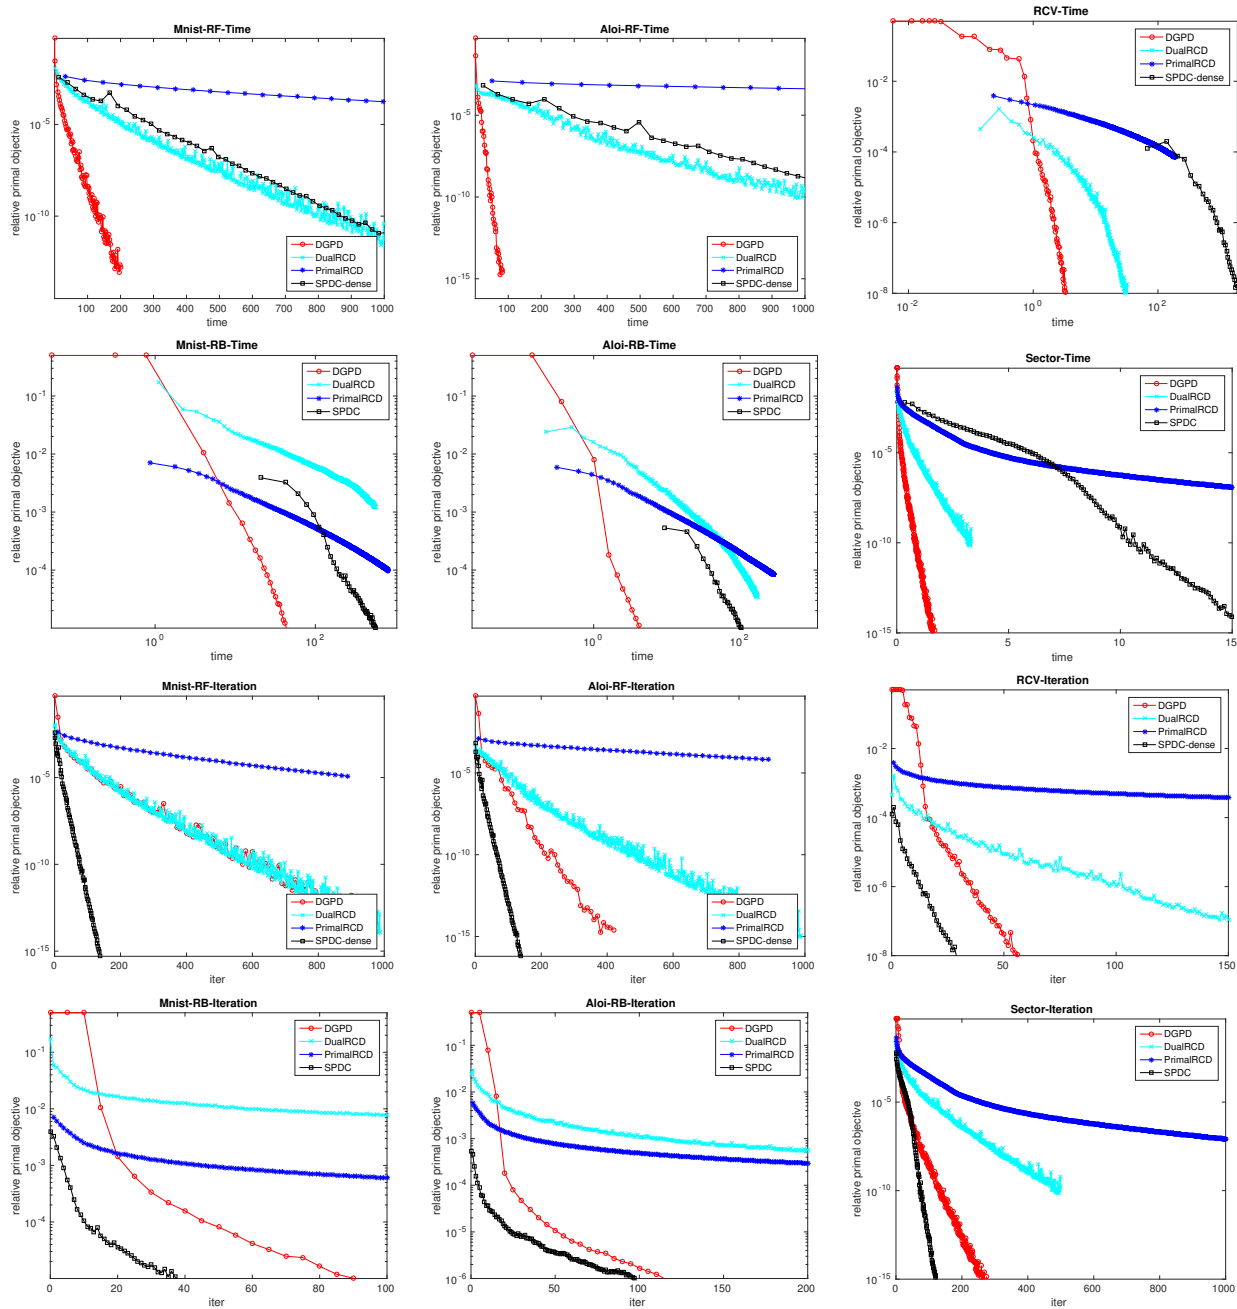 Mnist-RF-Time
relative primal objective
10^-5
10^-10
DGPD
DualRCD
PrimalRCD
SPDC-dense
100 200 300 400 500 600 700 800 900 1000
time
Aloi-RF-Time
relative primal objective
10^-5
10^-10
10^-15
DGPD
DualRCD
PrimalRCD
SPDC-dense
100 200 300 400 500 600 700 800 900 1000
time
RCV-Time
relative primal objective
10^-2
10^-4
10^-6
10^-8
DGPD
DualRCD
PrimalRCD
SPDC-dense
10^-2 10^0 10^2
time
Mnist-RB-Time
relative primal objective
10^-1
10^-2
10^-3
10^-4
DGPD
DualRCD
PrimalRCD
SPDC
10^0 10^2
time
Aloi-RB-Time
relative primal objective
10^-1
10^-2
10^-3
10^-4
DGPD
DualRCD
PrimalRCD
SPDC
10^0 10^2
time
Sector-Time
relative primal objective
10^-5
10^-10
10^-15
DGPD
DualRCD
PrimalRCD
SPDC
0 5 10 15
time
Mnist-RF-Iteration
relative primal objective
10^-5
10^-10
10^-15
DGPD
DualRCD
PrimalRCD
SPDC-dense
0 200 400 600 800 1000
iter
Aloi-RF-Iteration
relative primal objective
10^-5
10^-10
10^-15
DGPD
DualRCD
PrimalRCD
SPDC-dense
0 200 400 600 800 1000
iter
RCV-Iteration
relative primal objective
10^-2
10^-4
10^-6
10^-8
DGPD
DualRCD
PrimalRCD
SPDC-dense
0 50 100 150
iter
Mnist-RB-Iteration
relative primal objective
10^-1
10^-2
10^-3
10^-4
DGPD
DualRCD
PrimalRCD
SPDC
0 20 40 60 80 100
iter
Aloi-RB-Iteration
relative primal objective
10^-1
10^-2
10^-3
10^-4
10^-5
10^-6
DGPD
DualRCD
PrimalRCD
SPDC
0 50 100 150 200
iter
Sector-Iteration
relative primal objective
10^-5
10^-10
10^-15
DGPD
DualRCD
PrimalRCD
SPDC
0 200 400 600 800 1000
iter